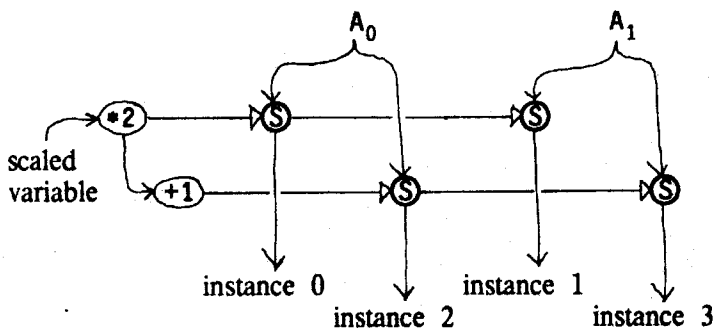 A0 A1
*2 S S
scaled
variable
+1 S S
instance 0 instance 1
instance 2 instance 3